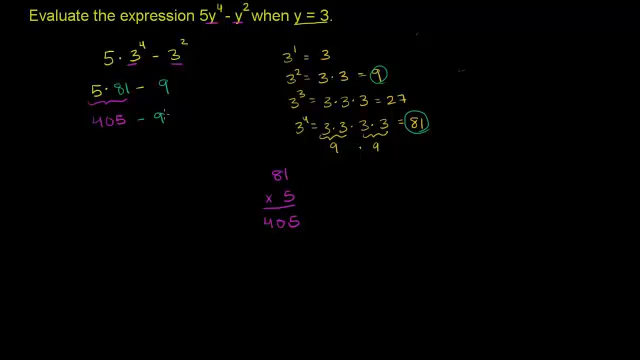 Evaluate the expression 5y⁴ - y² when y = 3.
5 · 3⁴ - 3²
5 · 81 - 9
405 - 9
3¹ = 3
3² = 3 · 3 = 9
3³ = 3 · 3 · 3 = 27
3⁴ = 3 · 3 · 3 · 3 = 81
9 · 9
81
x 5
405